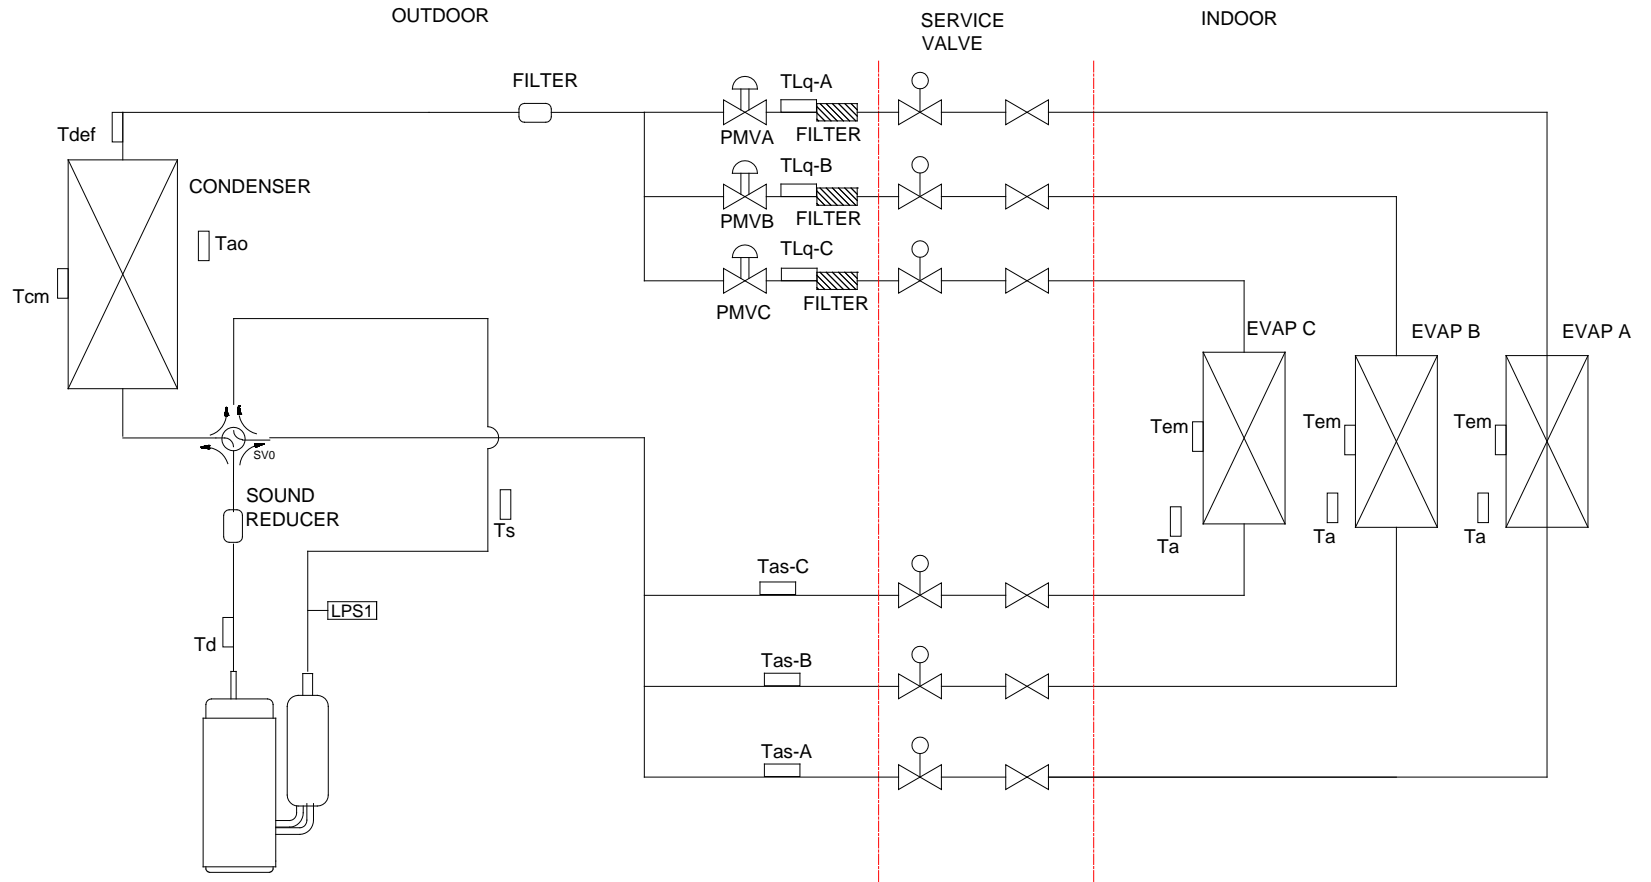 OUTDOOR
SERVICE
VALVE
INDOOR
FILTER
TLq-A
Tdef
PMVA
FILTER
TLq-B
CONDENSER
PMVB
FILTER
Tao
TLq-C
Tcm
PMVC
FILTER
EVAP C
EVAP B
EVAP A
Tem
Tem
Tem
SV0
SOUND
REDUCER
Ts
Ta
Ta
Ta
Tas-C
LPS1
Td
Tas-B
Tas-A